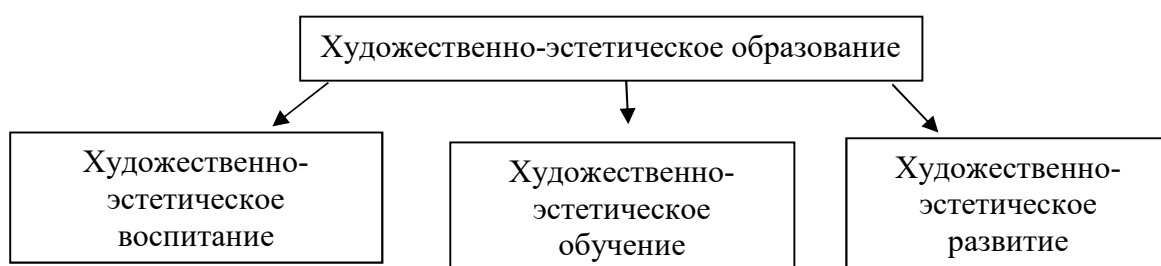 Художественно-эстетическое образование
Художественно-
эстетическое
воспитание
Художественно-
эстетическое
обучение
Художественно-
эстетическое
развитие